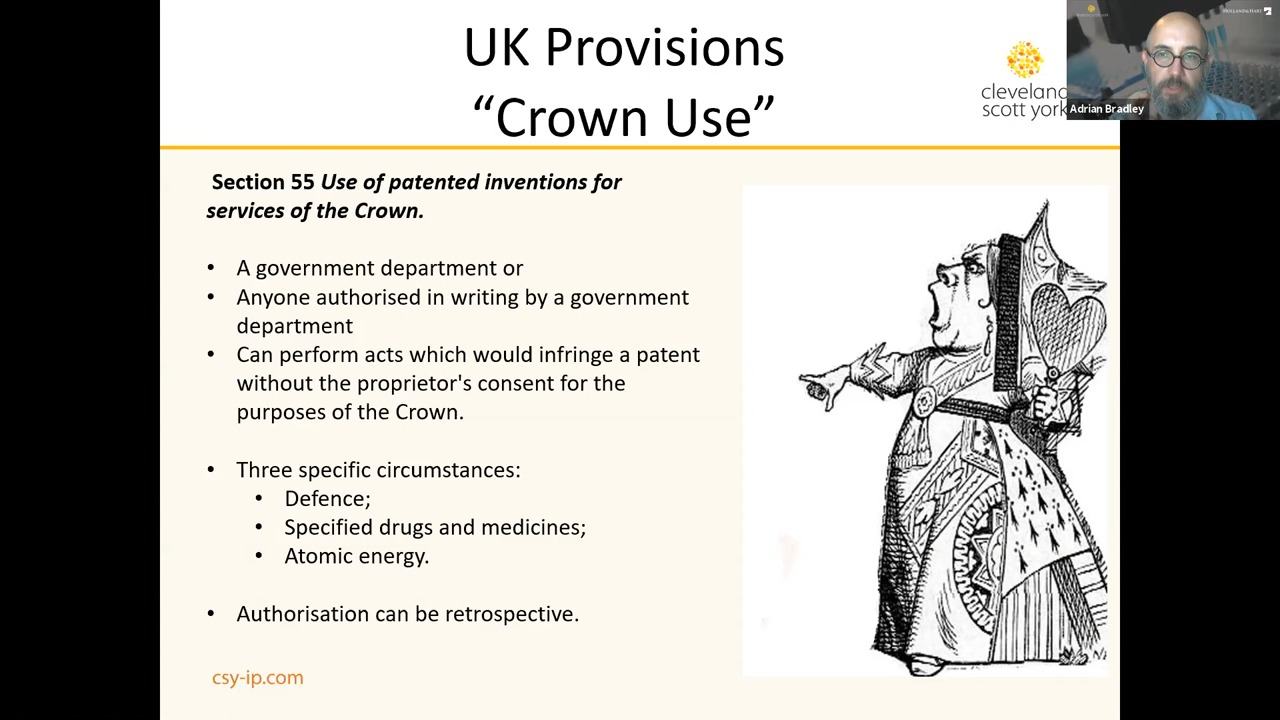 UK Provisions
“Crown Use”
cleveland
scott york
HOLLAND&HART
Adrian Bradley
Section 55 Use of patented inventions for
services of the Crown.
• A government department or
• Anyone authorised in writing by a government
department
• Can perform acts which would infringe a patent
without the proprietor's consent for the
purposes of the Crown.
• Three specific circumstances:
• Defence;
• Specified drugs and medicines;
• Atomic energy.
• Authorisation can be retrospective.
csy-ip.com